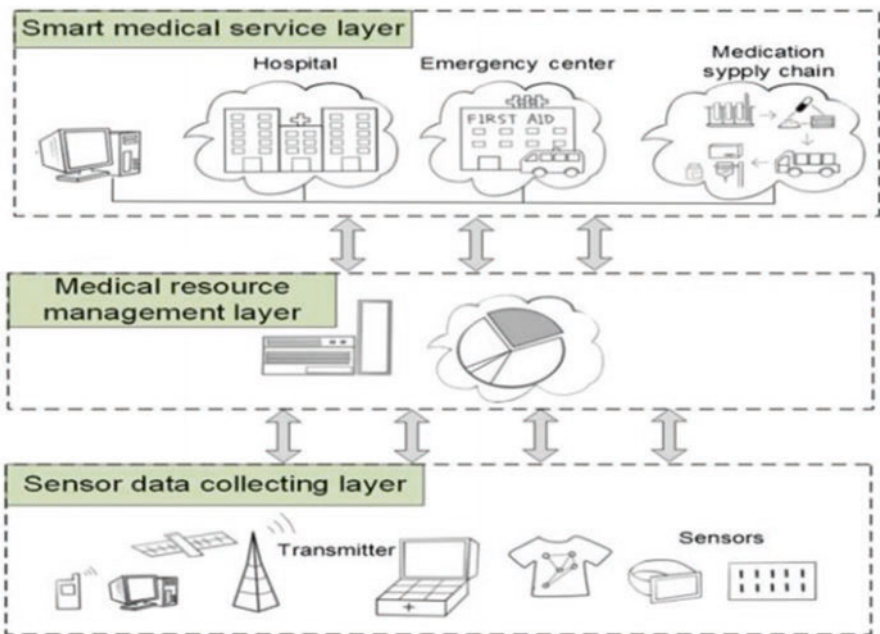 Smart medical service layer
Hospital
Emergency center
Medication
sypply chain
FIRST AID
Medical resource
management layer
Sensor data collecting layer
Transmitter
Sensors